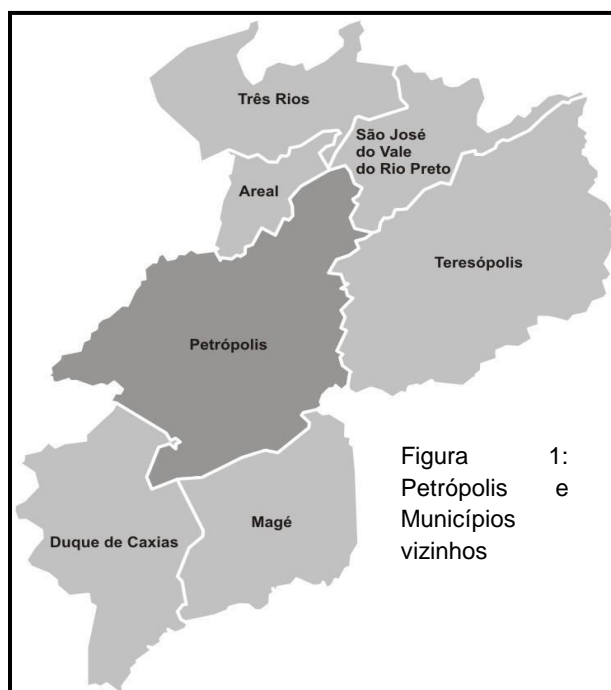 Três Rios
São José
do Vale
do Rio Preto
Areal
Teresópolis
Petrópolis
Duque de Caxias
Magé
Figura 1:
Petrópolis e
Municípios
vizinhos